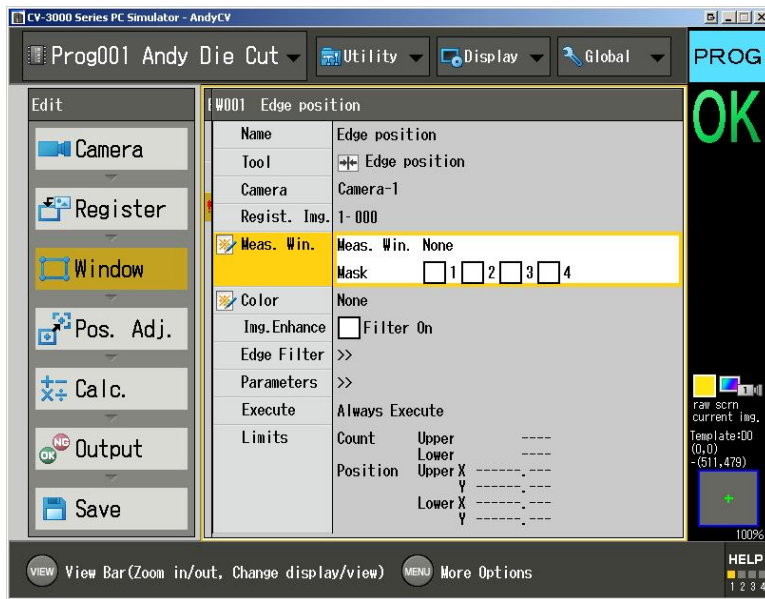 CV-3000 Series PC Simulator - AndyCV
Prog001 Andy Die Cut
Utility
Display
Global
PROG
Edit
W001 Edge position
OK
Camera
Register
Window
Pos. Adj.
Calc.
Output
Save
Name Edge position
Tool Edge position
Camera Camera-1
Regist. Img. 1-000
Meas. Win. Meas. Win. None
Mask 1 2 3 4
Color None
Img.Enhance Filter On
Edge Filter >>
Parameters >>
Execute Always Execute
Limits Count Upper ----
Lower ----
Position Upper X ------.---
Y ------.---
Lower X ------.---
Y ------.---
1
raw scrn
current img.
Template:DO
(0,0)
-(511,479)
100%
VIEW View Bar(Zoom in/out, Change display/view) MENU More Options
HELP
1 2 3 4